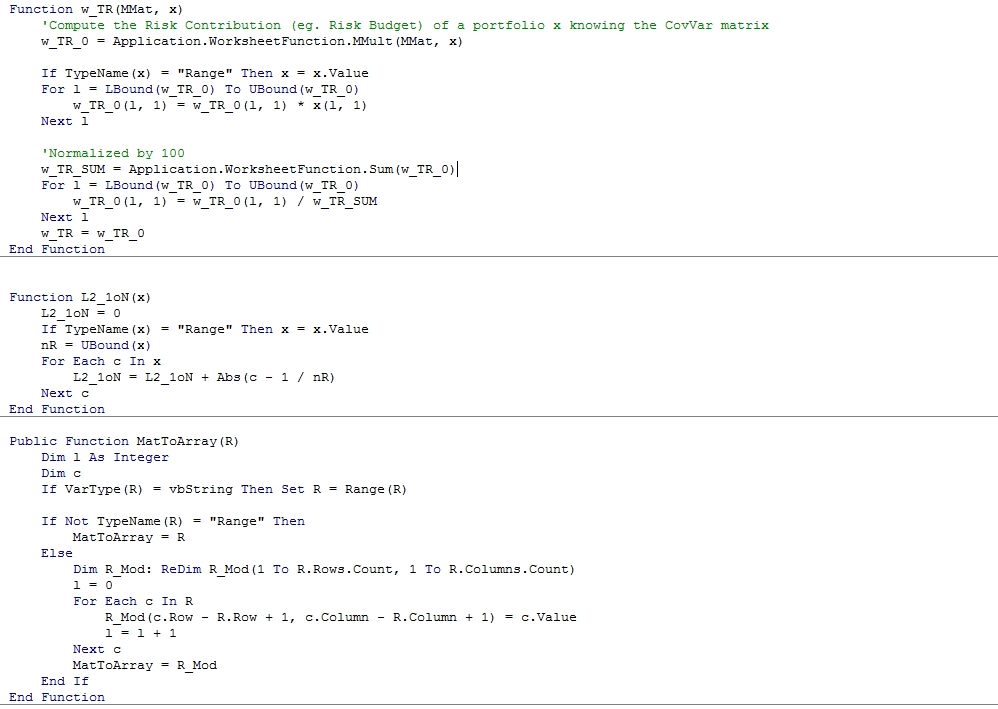 Function w_TR(MMat, x)
'Compute the Risk Contribution (eg. Risk Budget) of a portfolio x knowing the CovVar matrix
w_TR_0 = Application.WorksheetFunction.MMult(MMat, x)
If TypeName(x) = "Range" Then x = x.Value
For l = LBound(w_TR_0) To UBound(w_TR_0)
w_TR_0(l, 1) = w_TR_0(l, 1) * x(l, 1)
Next l
'Normalized by 100
w_TR_SUM = Application.WorksheetFunction.Sum(w_TR_0)
For l = LBound(w_TR_0) To UBound(w_TR_0)
w_TR_0(l, 1) = w_TR_0(l, 1) / w_TR_SUM
Next l
w_TR = w_TR_0
End Function
Function L2_1oN(x)
L2_1oN = 0
If TypeName(x) = "Range" Then x = x.Value
nR = UBound(x)
For Each c In x
L2_1oN = L2_1oN + Abs(c - 1 / nR)
Next c
End Function
Public Function MatToArray(R)
Dim l As Integer
Dim c
If VarType(R) = vbString Then Set R = Range(R)
If Not TypeName(R) = "Range" Then
MatToArray = R
Else
Dim R_Mod: ReDim R_Mod(1 To R.Rows.Count, 1 To R.Columns.Count)
l = 0
For Each c In R
R_Mod(c.Row - R.Row + 1, c.Column - R.Column + 1) = c.Value
l = l + 1
Next c
MatToArray = R_Mod
End If
End Function